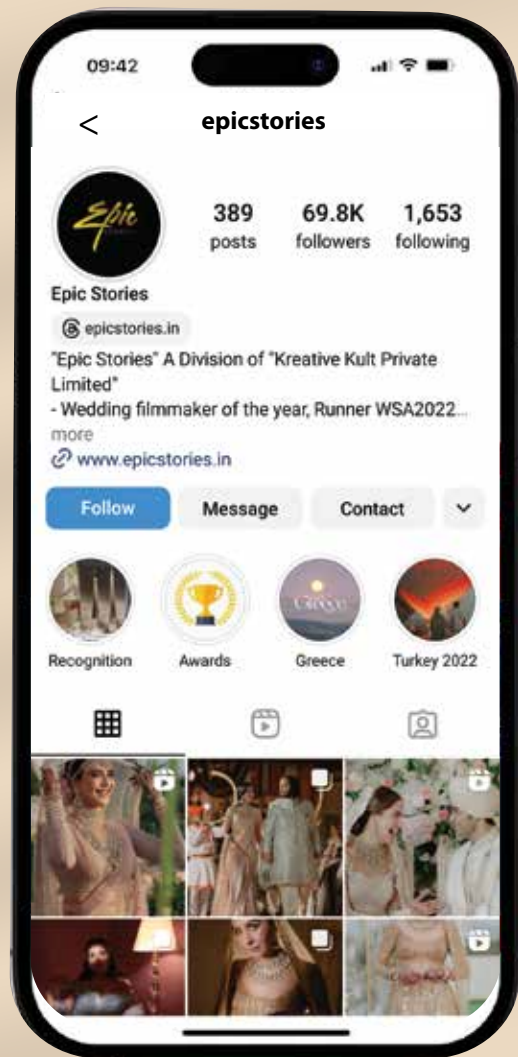 09:42
<
epicstories
Epic
389
69.8K
1,653
posts
followers
following
Epic Stories
epicstories.in
"Epic Stories" A Division of "Kreative Kult Private
Limited"
- Wedding filmmaker of the year, Runner WSA2022...
more
www.epicstories.in
Follow
Message
Contact
Greece
Recognition
Awards
Greece
Turkey 2022